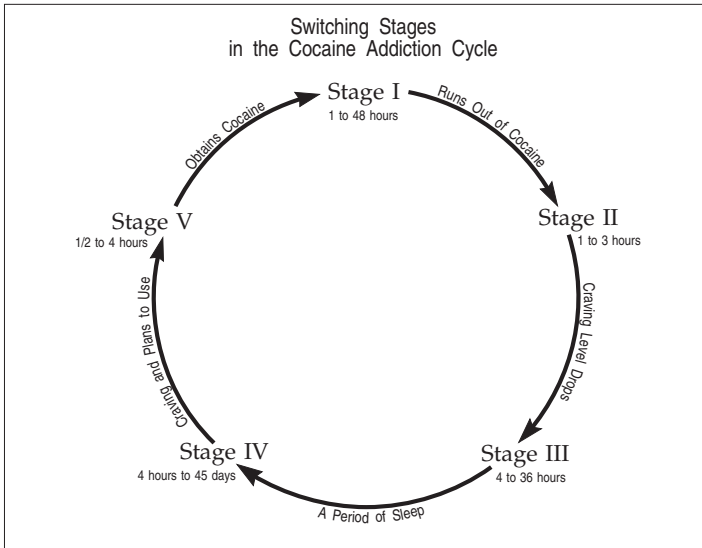 Switching Stages
in the Cocaine Addiction Cycle
Stage I
1 to 48 hours
Runs Out of Cocaine
Stage II
1 to 3 hours
Craving Level Drops
Stage III
4 to 36 hours
A Period of Sleep
Stage IV
4 hours to 45 days
Craving and Plans to Use
Stage V
1/2 to 4 hours
Obtains Cocaine